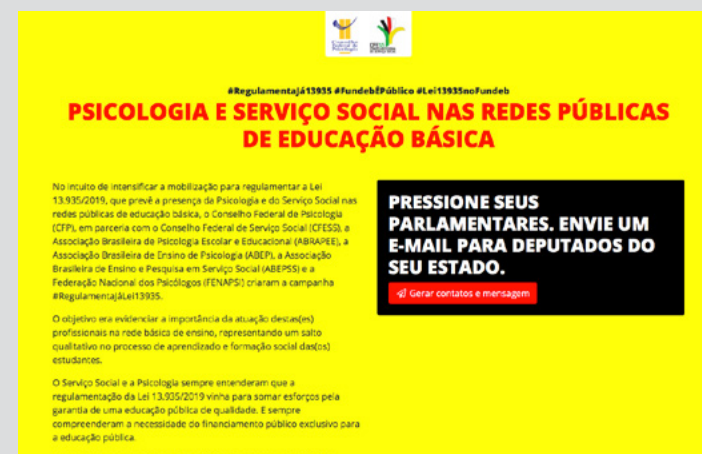 #RegulamentaJá13935 #FundebÉPúblico #Lei13935noFundeb
PSICOLOGIA E SERVIÇO SOCIAL NAS REDES PÚBLICAS
DE EDUCAÇÃO BÁSICA
No intuito de intensificar a mobilização para regulamentar a Lei
13.935/2019, que prevê a presença da Psicologia e do Serviço Social nas
redes públicas de educação básica, o Conselho Federal de Psicologia
(CFP), em parceria com o Conselho Federal de Serviço Social (CFESS), a
Associação Brasileira de Psicologia Escolar e Educacional (ABRAPEE), a
Associação Brasileira de Ensino de Psicologia (ABEP), a Associação
Brasileira de Ensino e Pesquisa em Serviço Social (ABEPSS) e a
Federação Nacional dos Psicólogos (FENAPSI) criaram a campanha
#RegulamentaJáLei13935.
O objetivo era evidenciar a importância da atuação destas(es)
profissionais na rede básica de ensino, representando um salto
qualitativo no processo de aprendizado e formação social das(os)
estudantes.
O Serviço Social e a Psicologia sempre entenderam que a
regulamentação da Lei 13.935/2019 vinha para somar esforços pela
garantia de uma educação pública de qualidade. E sempre
compreenderam a necessidade do financiamento público exclusivo para
a educação pública.
PRESSIONE SEUS
PARLAMENTARES. ENVIE UM
E-MAIL PARA DEPUTADOS DO
SEU ESTADO.
Gerar contatos e mensagem